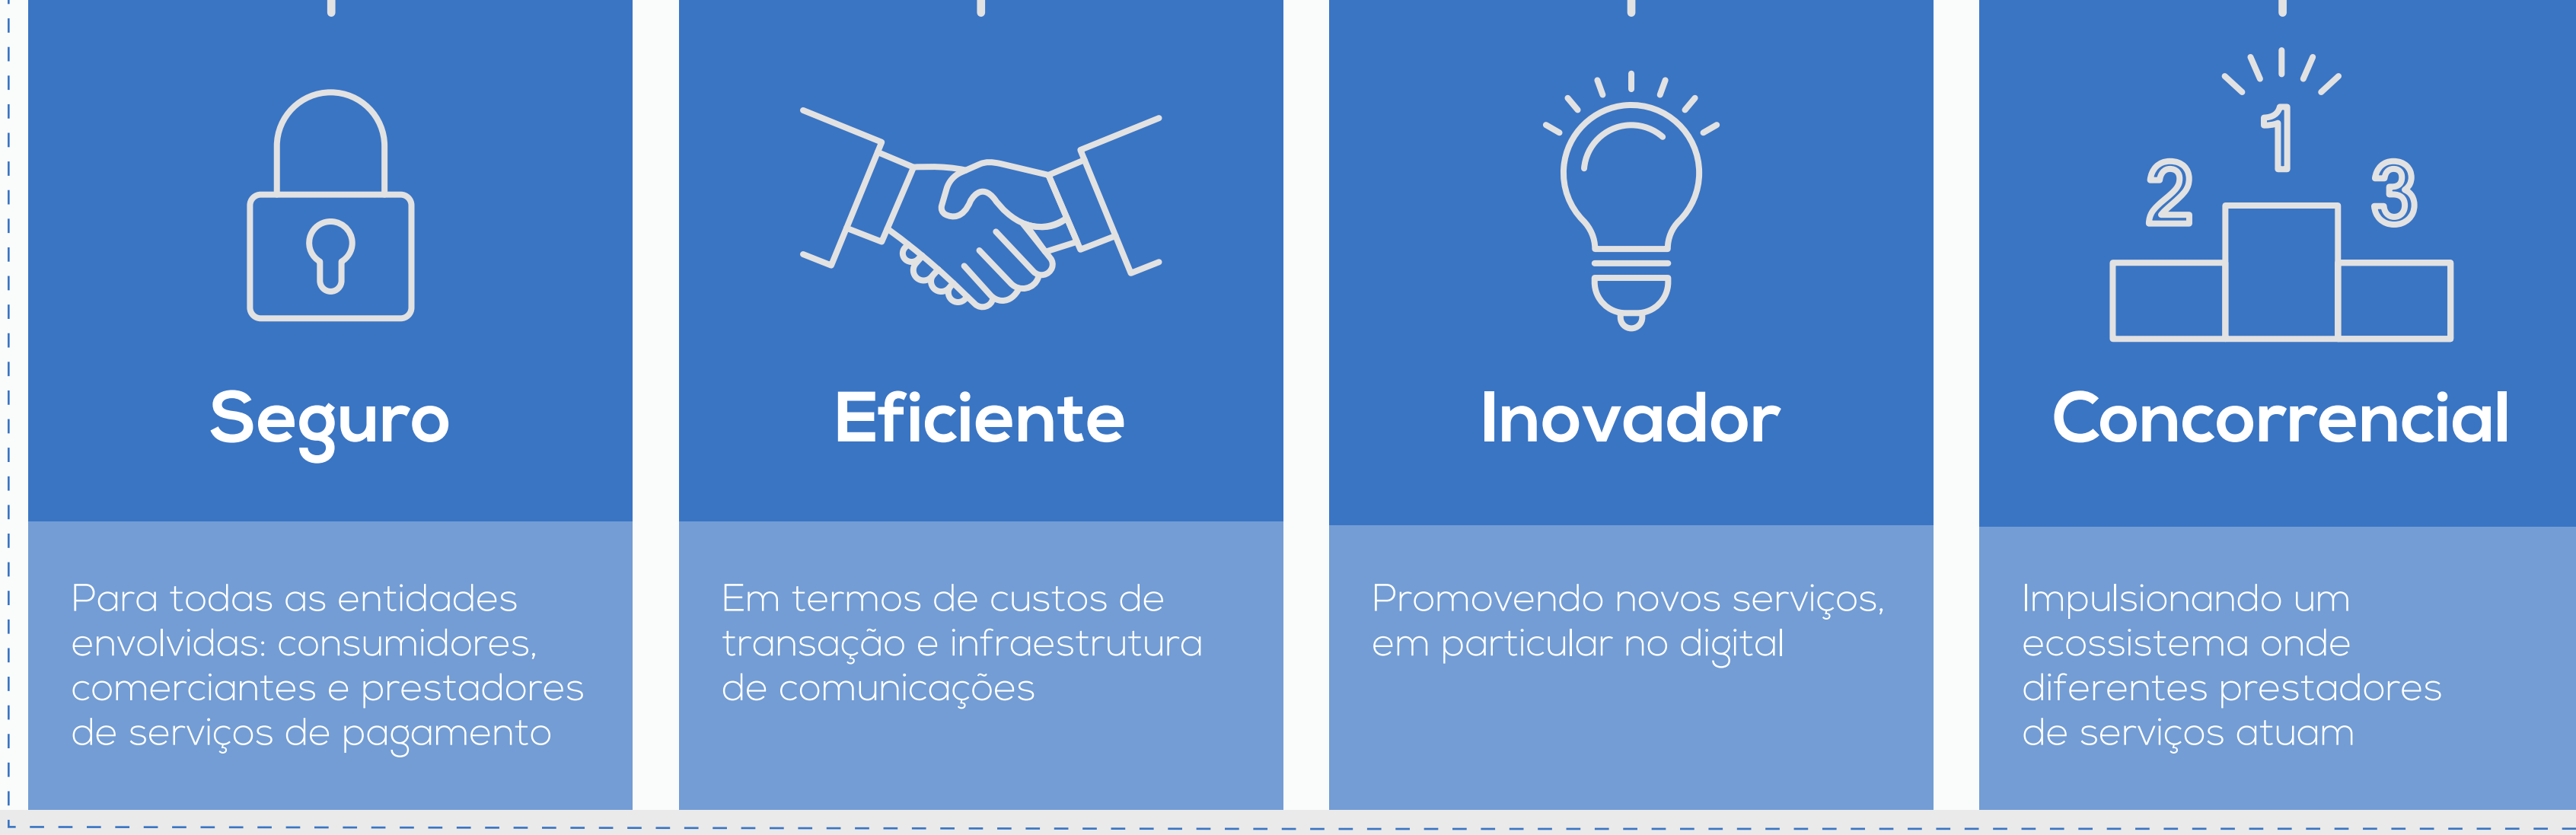 2
1
3
Seguro
Eficiente
Inovador
Concorrencial
Para todas as entidades
envolvidas: consumidores,
comerciantes e prestadores
de serviços de pagamento
Em termos de custos de
transação e infraestrutura
de comunicações
Promovendo novos serviços,
em particular no digital
Impulsionando um
ecossistema onde
diferentes prestadores
de serviços atuam